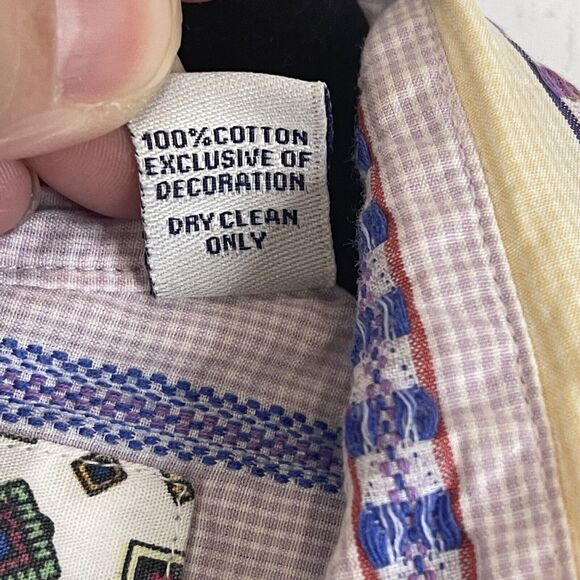 100%COTTON
EXCLUSIVE OF
DECORATION
DRY CLEAN
ONLY